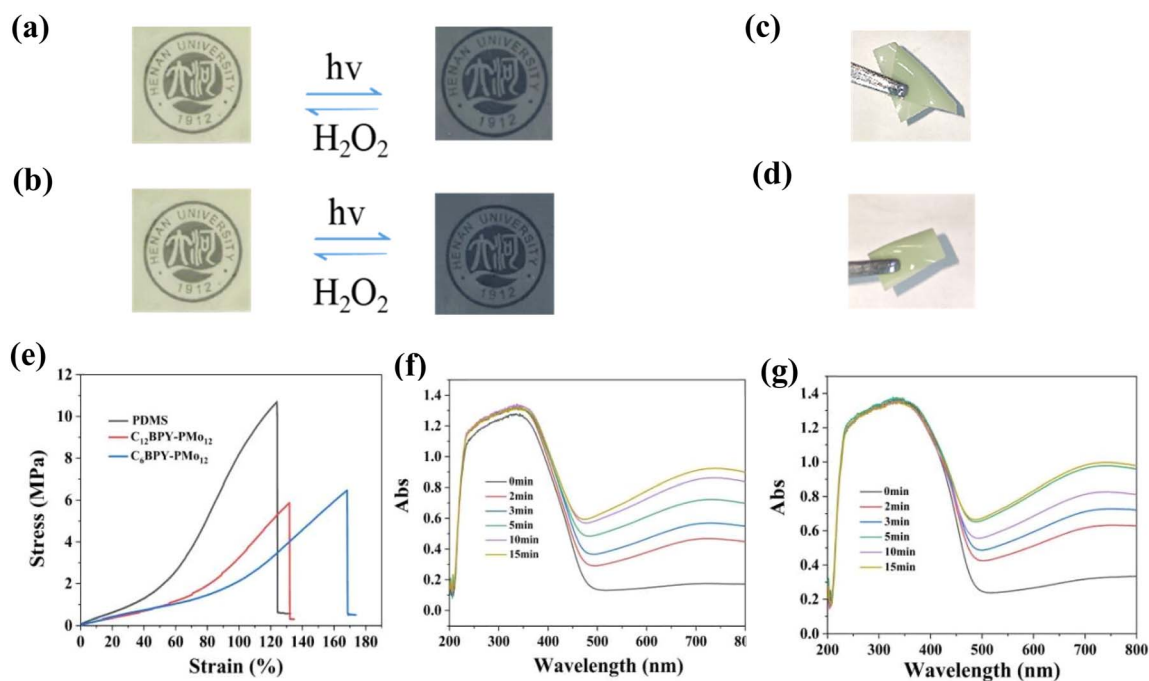 (a)
HENAN UNIVERSITY
1912
hν
H₂O₂
HENAN UNIVERSITY
1912
(c)
(b)
HENAN UNIVERSITY
1912
hν
H₂O₂
HENAN UNIVERSITY
1912
(d)
(e)
Stress (MPa)
12
10
8
6
4
2
0
PDMS
C₁₂BPY-PMo₁₂
C₆BPY-PMo₁₂
0 20 40 60 80 100 120 140 160 180
Strain (%)
(f)
Abs
1.4
1.2
1.0
0.8
0.6
0.4
0.2
0.0
0min
2min
3min
5min
10min
15min
200 300 400 500 600 700 800
Wavelength (nm)
(g)
Abs
1.4
1.2
1.0
0.8
0.6
0.4
0.2
0.0
0min
2min
3min
5min
10min
15min
200 300 400 500 600 700 800
Wavelength (nm)